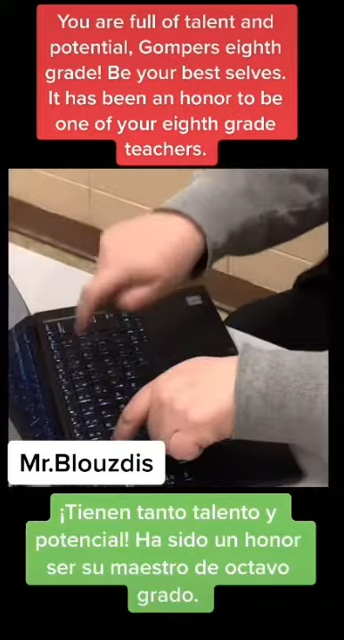 You are full of talent and
potential, Gompers eighth
grade! Be your best selves.
It has been an honor to be
one of your eighth grade
teachers.
Mr.Blouzdis
¡Tienen tanto talento y
potencial! Ha sido un honor
ser su maestro de octavo
grado.